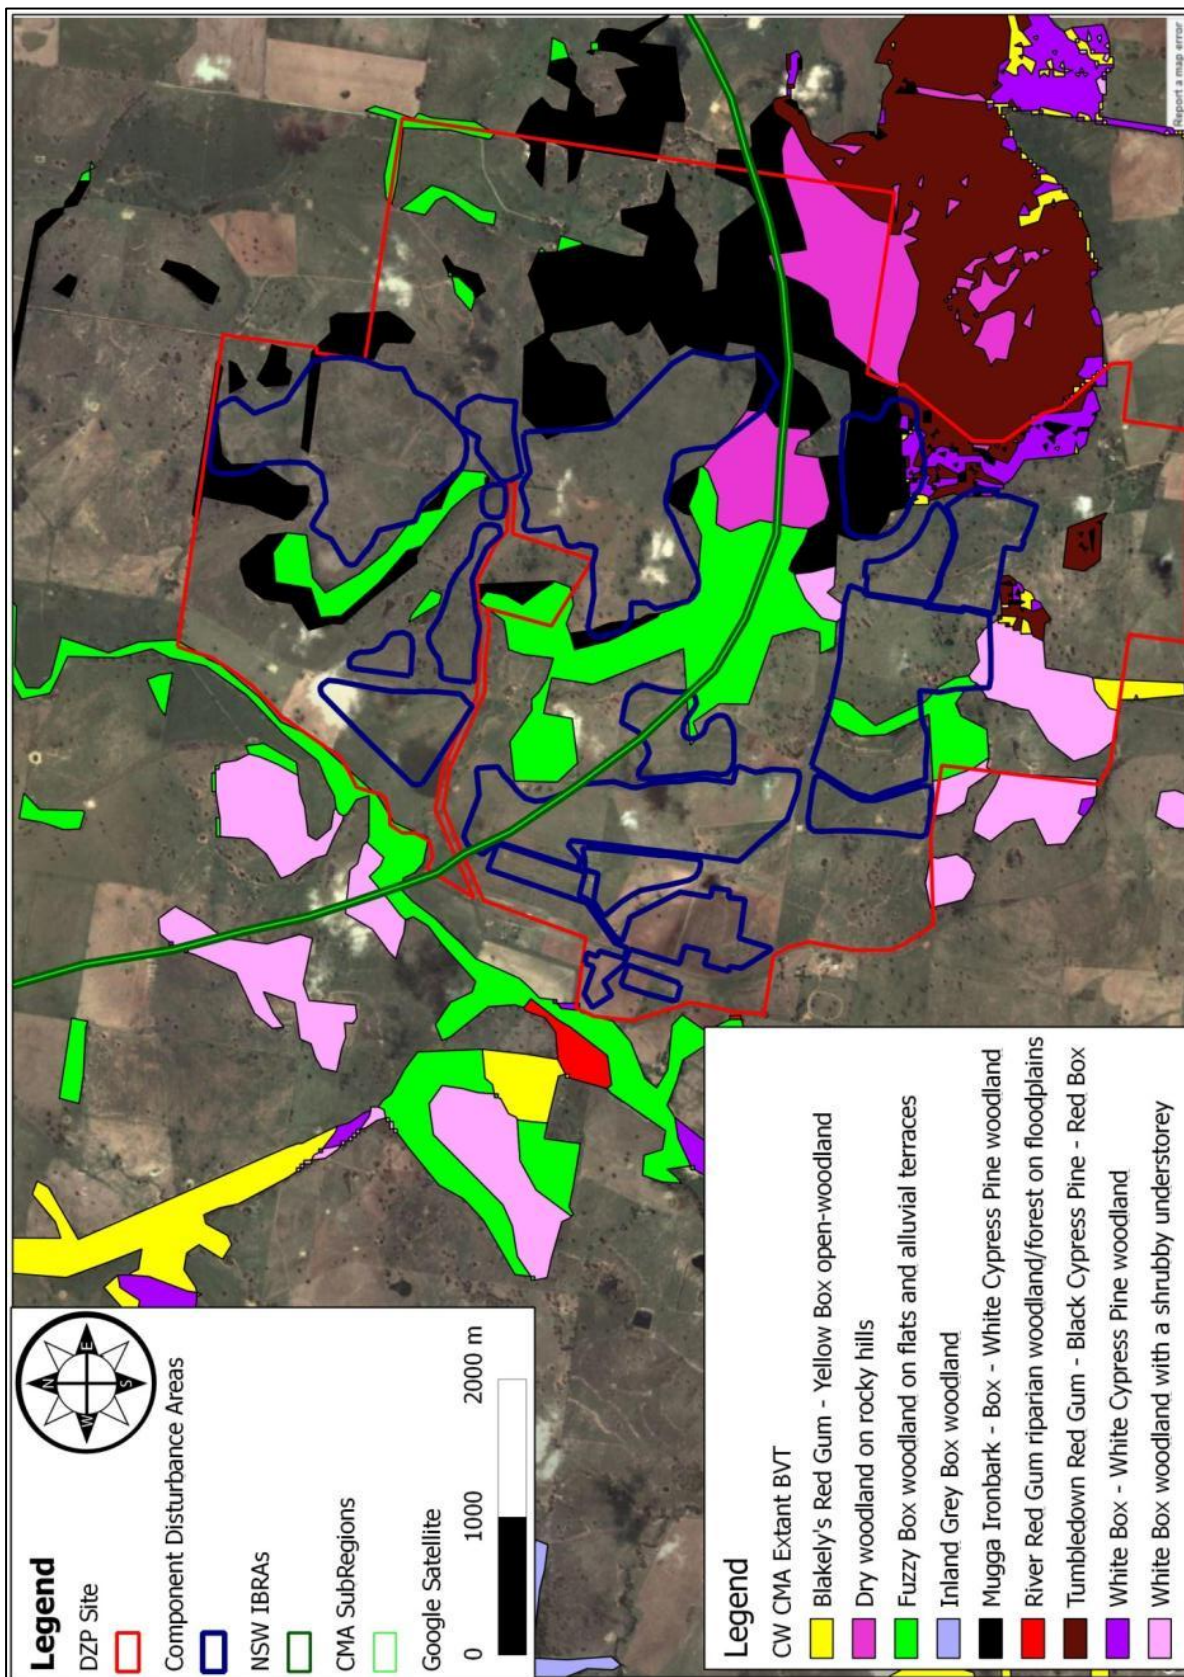 Legend
DZP Site
Component Disturbance Areas
NSW IBRAs
CMA SubRegions
Google Satellite
0 1000 2000 m
N
E
S
W
Legend
CW CMA Extant BVT
Blakely's Red Gum - Yellow Box open-woodland
Dry woodland on rocky hills
Fuzzy Box woodland on flats and alluvial terraces
Inland Grey Box woodland
Mugga Ironbark - Box - White Cypress Pine woodland
River Red Gum riparian woodland/forest on floodplains
Tumbledown Red Gum - Black Cypress Pine - Red Box
White Box - White Cypress Pine woodland
White Box woodland with a shrubby understorey
Report a map error